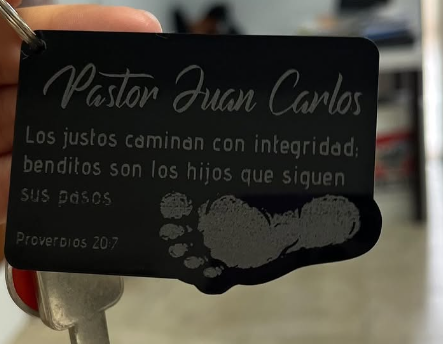 Pastor Juan Carlos
Los justos caminan con integridad;
benditos son los hijos que siguen
sus pasos
Proverbios 20:7